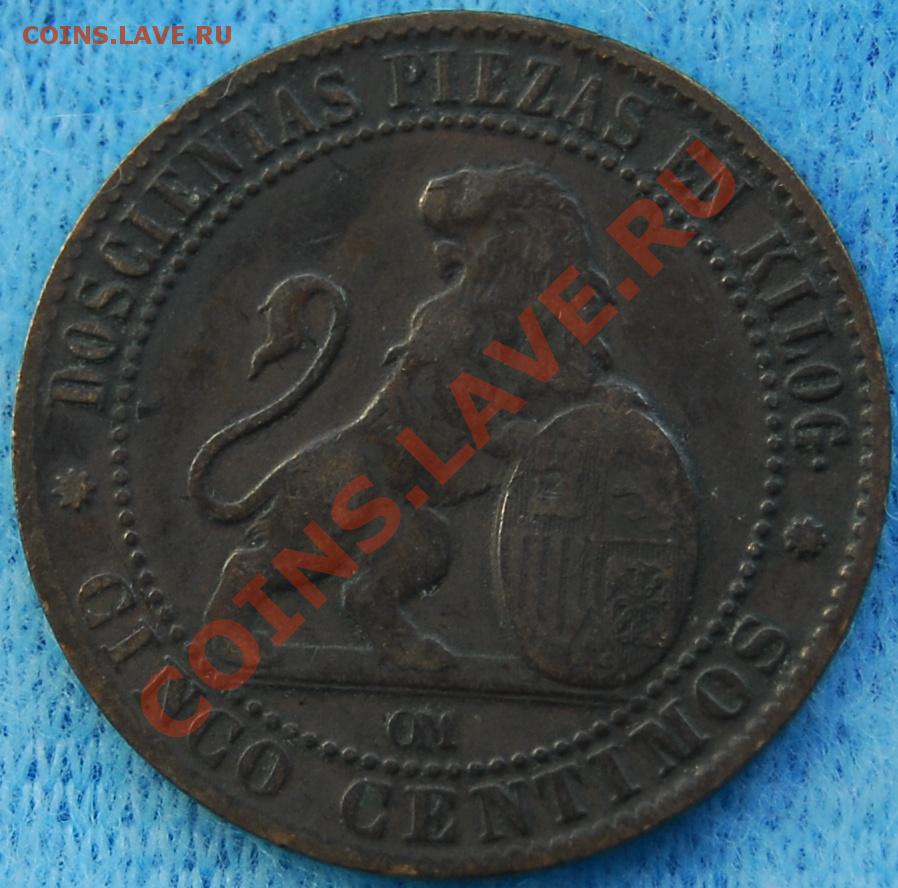 COINS.LAVE.RU
DOSCIENTAS PIEZAS EN KILOG.
CINCO CENTIMOS
OM
COINS.LAVE.RU